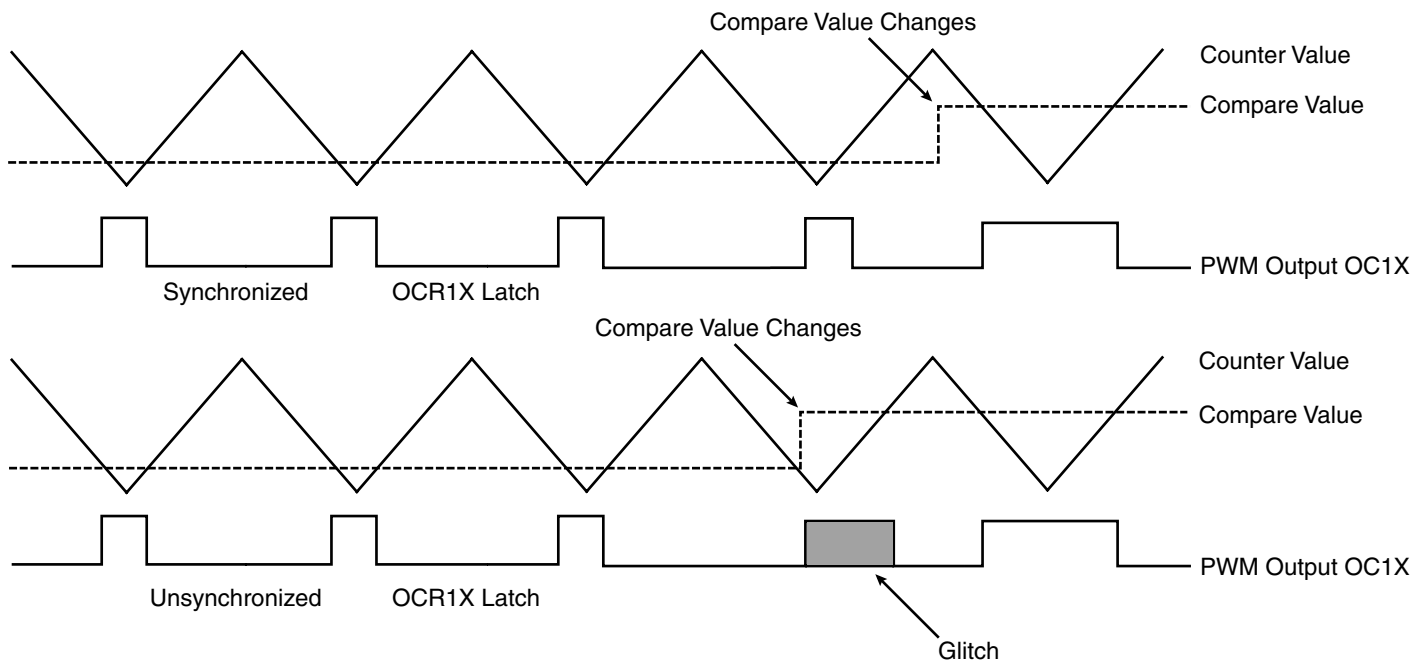 Compare Value Changes
Counter Value
Compare Value
PWM Output OC1X
Synchronized OCR1X Latch
Compare Value Changes
Counter Value
Compare Value
PWM Output OC1X
Unsynchronized OCR1X Latch
Glitch